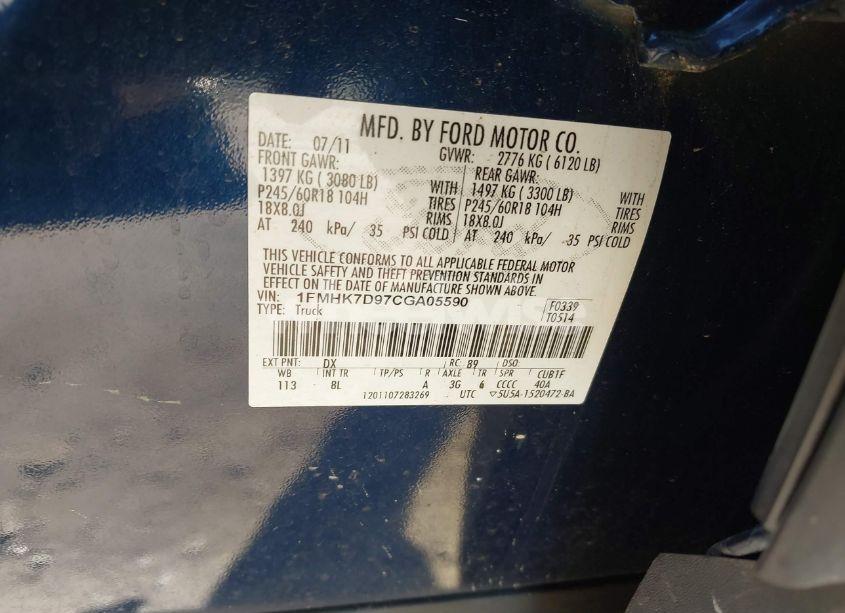 MFD. BY FORD MOTOR CO.
DATE: 07/11 GVWR: 2776 KG ( 6120 LB)
FRONT GAWR: REAR GAWR:
1397 KG ( 3080 LB) WITH 1497 KG ( 3300 LB) WITH
P245/60R18 104H TIRES P245/60R18 104H TIRES
18X8.0J RIMS 18X8.0J RIMS
AT 240 kPa/ 35 PSI COLD AT 240 kPa/ 35 PSI COLD
THIS VEHICLE CONFORMS TO ALL APPLICABLE FEDERAL MOTOR
VEHICLE SAFETY AND THEFT PREVENTION STANDARDS IN
EFFECT ON THE DATE OF MANUFACTURE SHOWN ABOVE.
VIN: 1FMHK7D97CGA05590 F0339
TYPE: Truck T0514
EXT PNT: DX RC: 89 DSO:
WB INT TR TP/PS R AXLE TR SPR CUBTF
113 8L A 3G 6 CCCC 40A
1201107283269 UTC ▽5U5A-1520472-BA